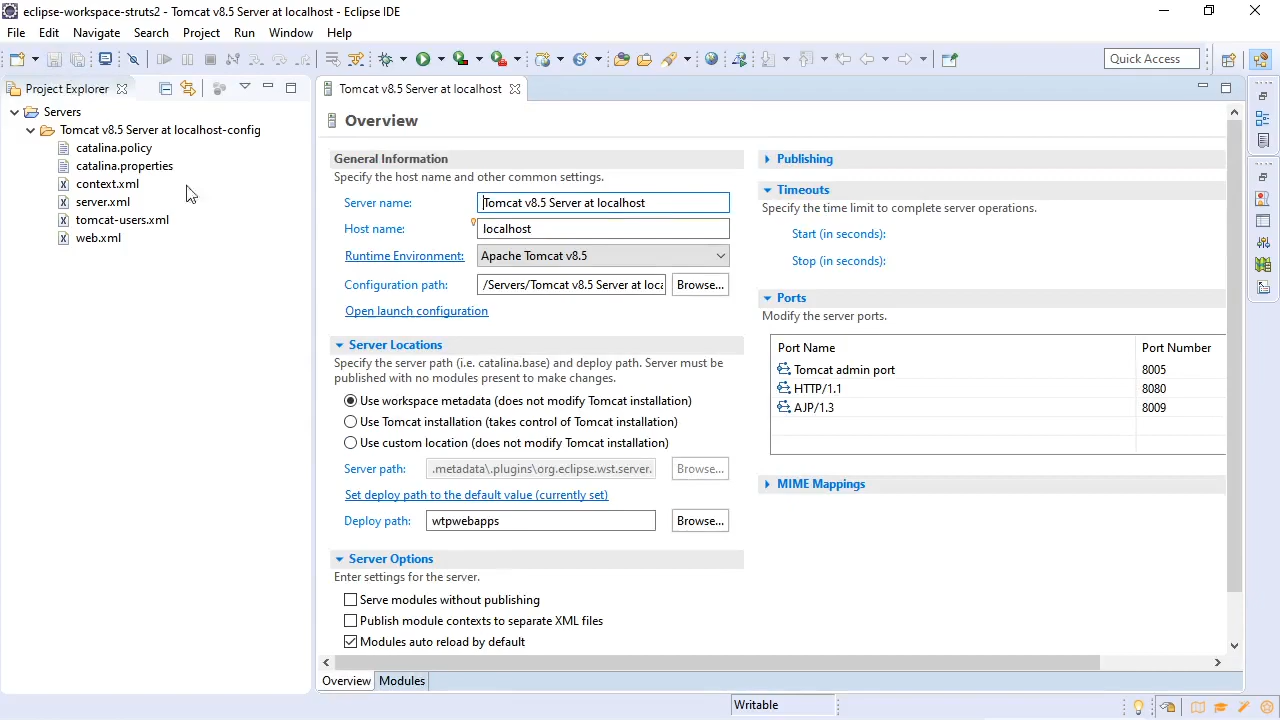 eclipse-workspace-struts2 - Tomcat v8.5 Server at localhost - Eclipse IDE
File Edit Navigate Search Project Run Window Help
Quick Access
Project Explorer
Servers
Tomcat v8.5 Server at localhost-config
catalina.policy
catalina.properties
context.xml
server.xml
tomcat-users.xml
web.xml
Tomcat v8.5 Server at localhost
Overview
General Information
Specify the host name and other common settings.
Server name: Tomcat v8.5 Server at localhost
Host name: localhost
Runtime Environment: Apache Tomcat v8.5
Configuration path: /Servers/Tomcat v8.5 Server at loca Browse...
Open launch configuration
Server Locations
Specify the server path (i.e. catalina.base) and deploy path. Server must be
published with no modules present to make changes.
Use workspace metadata (does not modify Tomcat installation)
Use Tomcat installation (takes control of Tomcat installation)
Use custom location (does not modify Tomcat installation)
Server path: .metadata\.plugins\org.eclipse.wst.server. Browse...
Set deploy path to the default value (currently set)
Deploy path: wtpwebapps Browse...
Server Options
Enter settings for the server.
Serve modules without publishing
Publish module contexts to separate XML files
Modules auto reload by default
Publishing
Timeouts
Specify the time limit to complete server operations.
Start (in seconds):
Stop (in seconds):
Ports
Modify the server ports.
Port Name Port Number
Tomcat admin port 8005
HTTP/1.1 8080
AJP/1.3 8009
MIME Mappings
Overview Modules
Writable